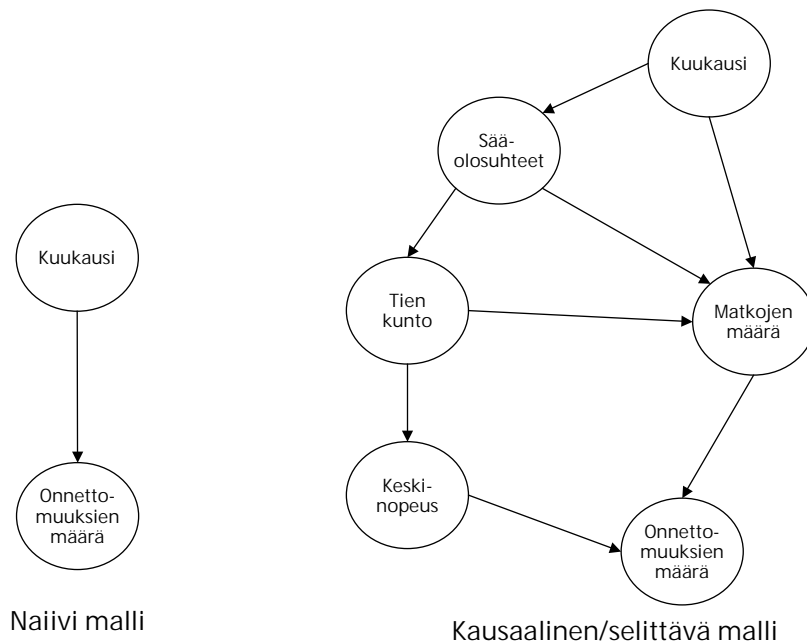 Kuukausi
Onnetto-
muuksien
määrä
Naiivi malli
Kuukausi
Sää-
olosuhteet
Tien
kunto
Matkojen
määrä
Keski-
nopeus
Onnetto-
muuksien
määrä
Kausaalinen/selittävä malli